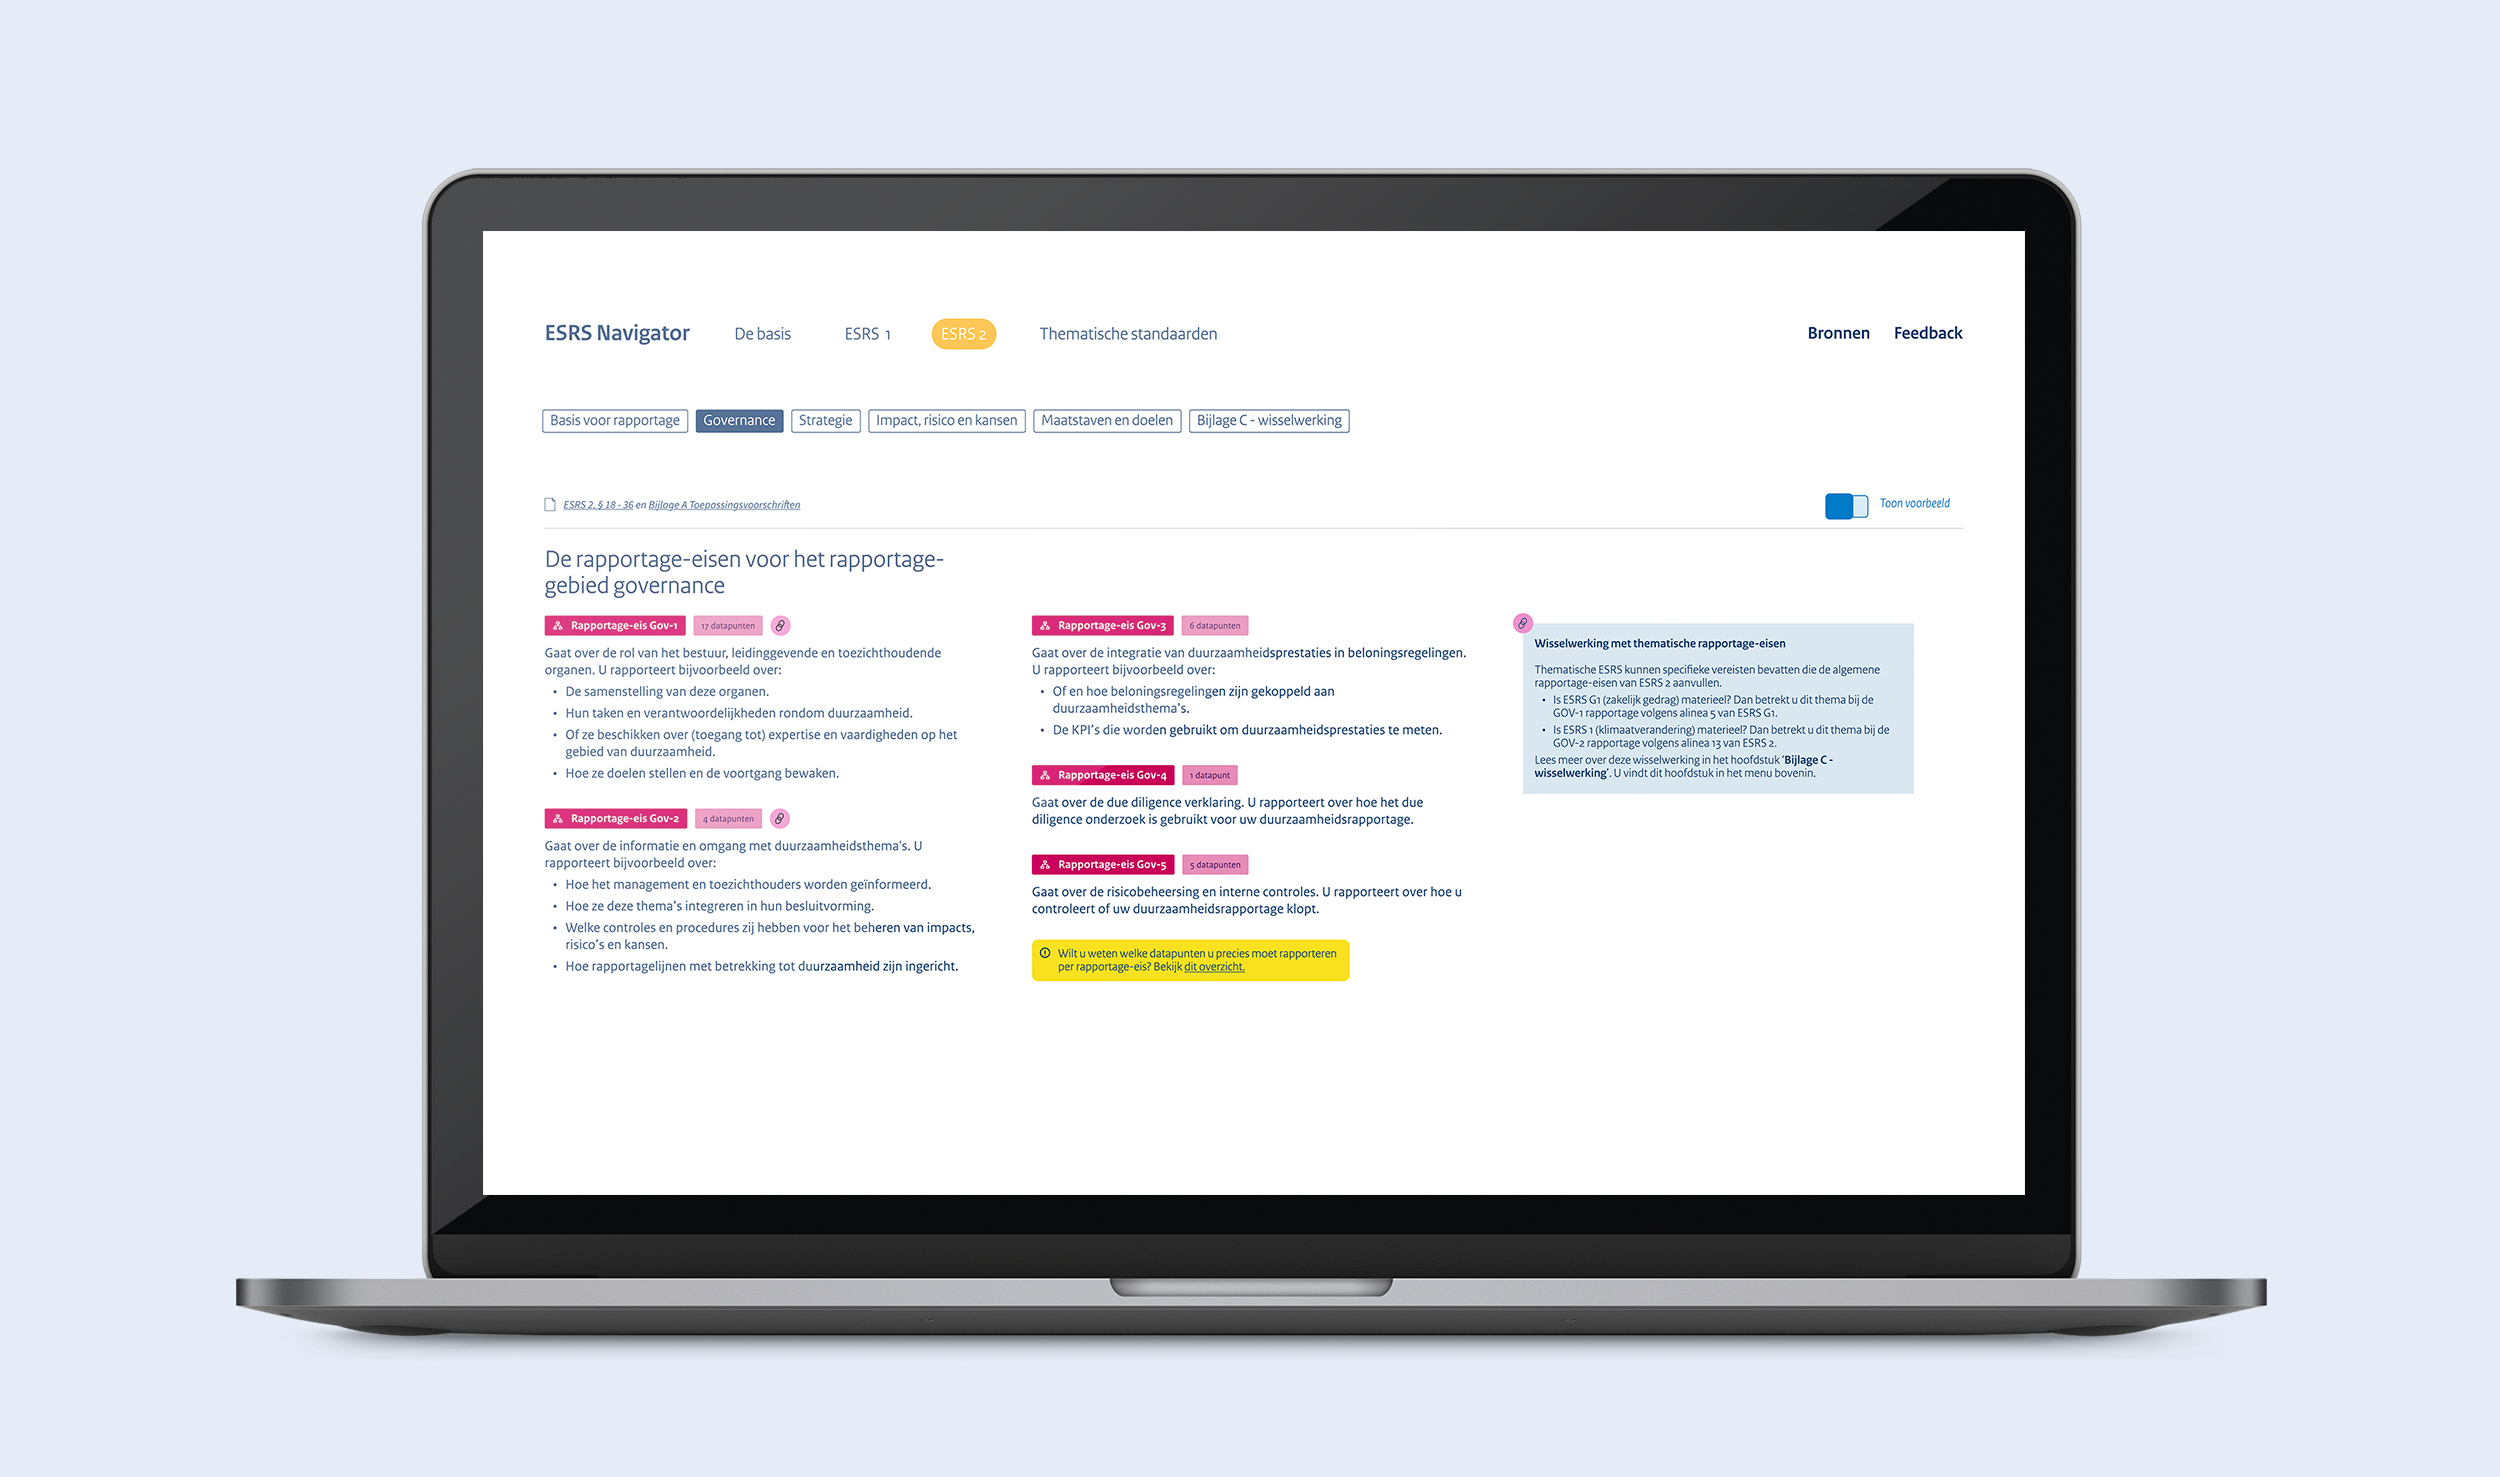 ESRS Navigator De basis ESRS 1 ESRS 2 Thematische standaarden Bronnen Feedback
Basis voor rapportage Governance Strategie Impact, risico en kansen Maatstaven en doelen Bijlage C - wisselwerking
ESRS 2, § 18 - 36 en Bijlage A Toepassingsvoorschriften
Toon voorbeeld
De rapportage-eisen voor het rapportage-
gebied governance
Rapportage-eis Gov-1 17 datapunten
Gaat over de rol van het bestuur, leidinggevende en toezichthoudende
organen. U rapporteert bijvoorbeeld over:
• De samenstelling van deze organen.
• Hun taken en verantwoordelijkheden rondom duurzaamheid.
• Of ze beschikken over (toegang tot) expertise en vaardigheden op het
gebied van duurzaamheid.
• Hoe ze doelen stellen en de voortgang bewaken.
Rapportage-eis Gov-2 4 datapunten
Gaat over de informatie en omgang met duurzaamheidsthema's. U
rapporteert bijvoorbeeld over:
• Hoe het management en toezichthouders worden geïnformeerd.
• Hoe ze deze thema's integreren in hun besluitvorming.
• Welke controles en procedures zij hebben voor het beheren van impacts,
risico's en kansen.
• Hoe rapportagelijnen met betrekking tot duurzaamheid zijn ingericht.
Rapportage-eis Gov-3 6 datapunten
Gaat over de integratie van duurzaamheidsprestaties in beloningsregelingen.
U rapporteert bijvoorbeeld over:
• Of en hoe beloningsregelingen zijn gekoppeld aan
duurzaamheidsthema's.
• De KPI's die worden gebruikt om duurzaamheidsprestaties te meten.
Rapportage-eis Gov-4 1 datapunt
Gaat over de due diligence verklaring. U rapporteert over hoe het due
diligence onderzoek is gebruikt voor uw duurzaamheidsrapportage.
Rapportage-eis Gov-5 5 datapunten
Gaat over de risicobeheersing en interne controles. U rapporteert over hoe u
controleert of uw duurzaamheidsrapportage klopt.
Wilt u weten welke datapunten u precies moet rapporteren
per rapportage-eis? Bekijk dit overzicht.
Wisselwerking met thematische rapportage-eisen
Thematische ESRS kunnen specifieke vereisten bevatten die de algemene
rapportage-eisen van ESRS 2 aanvullen.
• Is ESRS G1 (zakelijk gedrag) materieel? Dan betrekt u dit thema bij de
GOV-1 rapportage volgens alinea 5 van ESRS G1.
• Is ESRS 1 (klimaatverandering) materieel? Dan betrekt u dit thema bij de
GOV-2 rapportage volgens alinea 13 van ESRS 2.
Lees meer over deze wisselwerking in het hoofdstuk 'Bijlage C -
wisselwerking'. U vindt dit hoofdstuk in het menu bovenin.